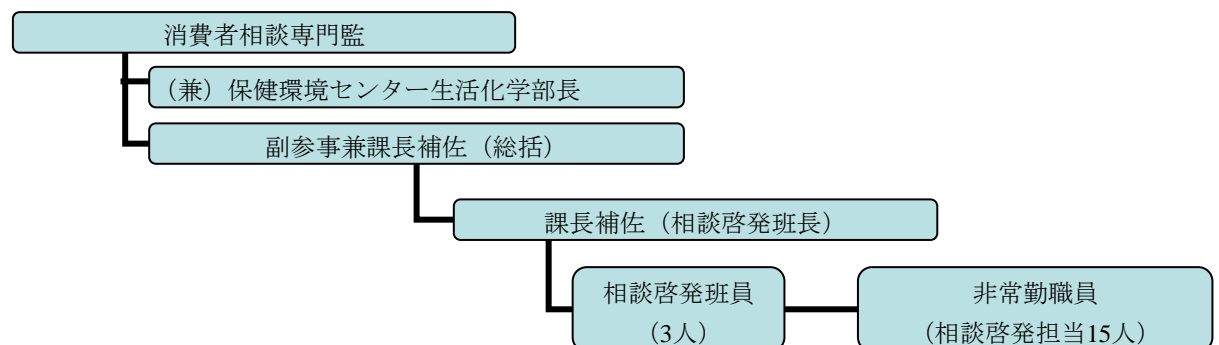 消費者相談専門監
（兼）保健環境センター生活化学部長
副参事兼課長補佐（総括）
課長補佐（相談啓発班長）
相談啓発班員
（3人）
非常勤職員
（相談啓発担当15人）